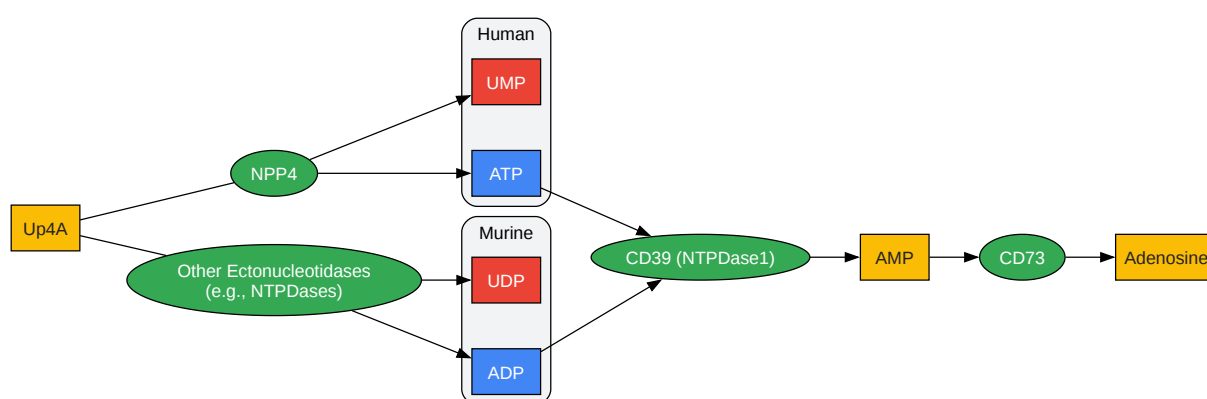 Human
UMP
NPP4
ATP
Up4A
Murine
Other Ectonucleotidases
(e.g., NTPDases)
UDP
ADP
CD39 (NTPDase1)
AMP
CD73
Adenosine